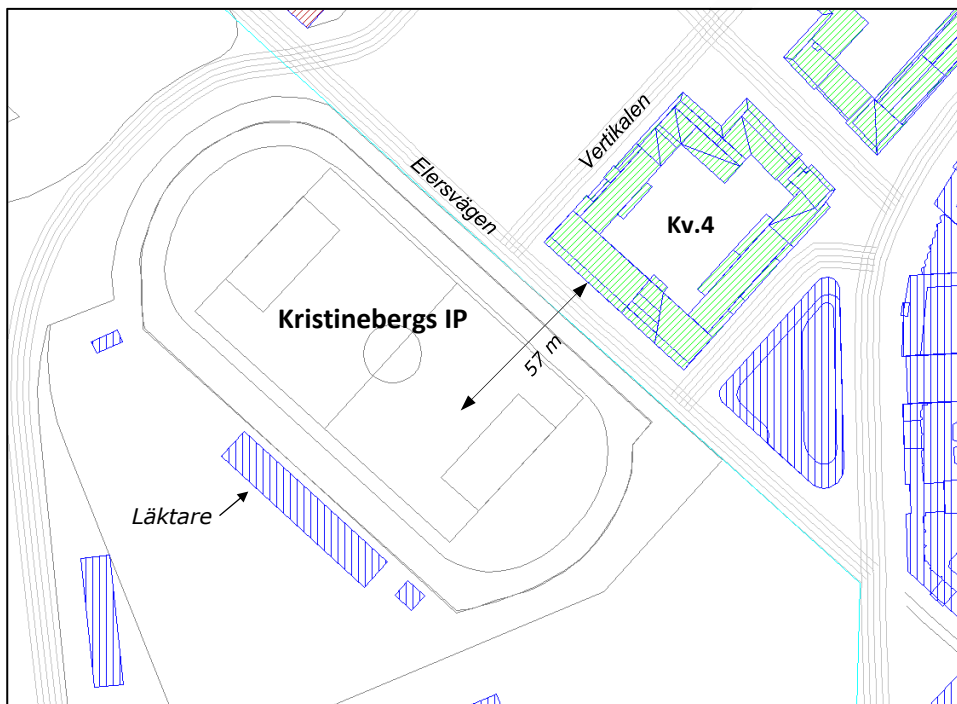 Vertikalen
Elersvägen
Kv.4
Kristinebergs IP
57 m
Läktare